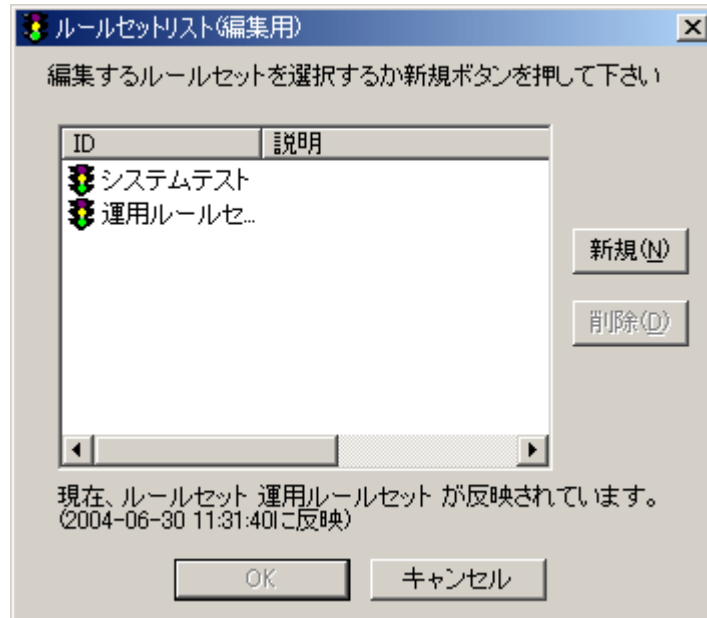 ルールセットリスト(編集用)
編集するルールセットを選択するか新規ボタンを押して下さい
ID 説明
システムテスト
運用ルールセ...
新規(N)
削除(D)
現在、ルールセット 運用ルールセット が反映されています。
(2004-06-30 11:31:40に反映)
OK キャンセル